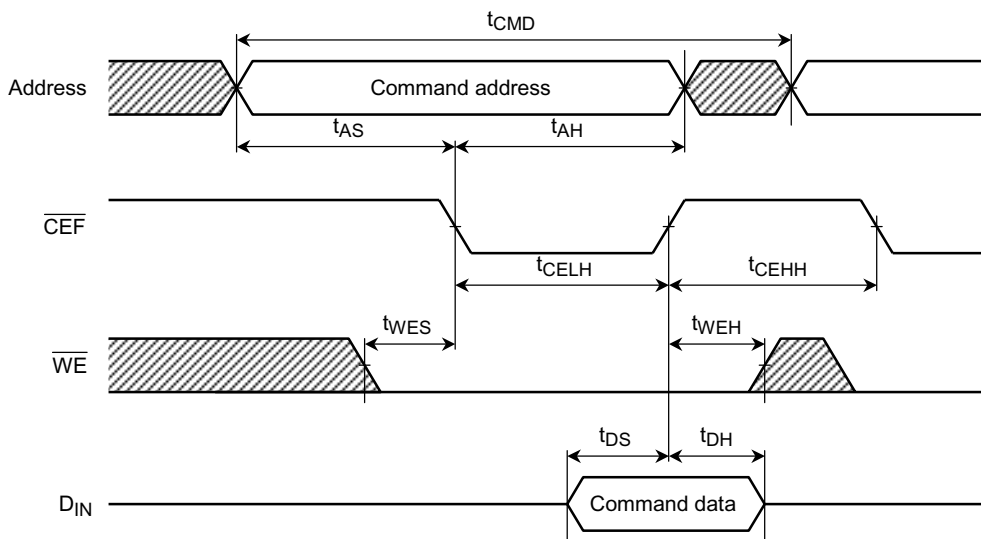 tCMD
Address
Command address
tAS
tAH
CEF
tCELH
tCEHH
tWES
tWEH
WE
tDS
tDH
DIN
Command data